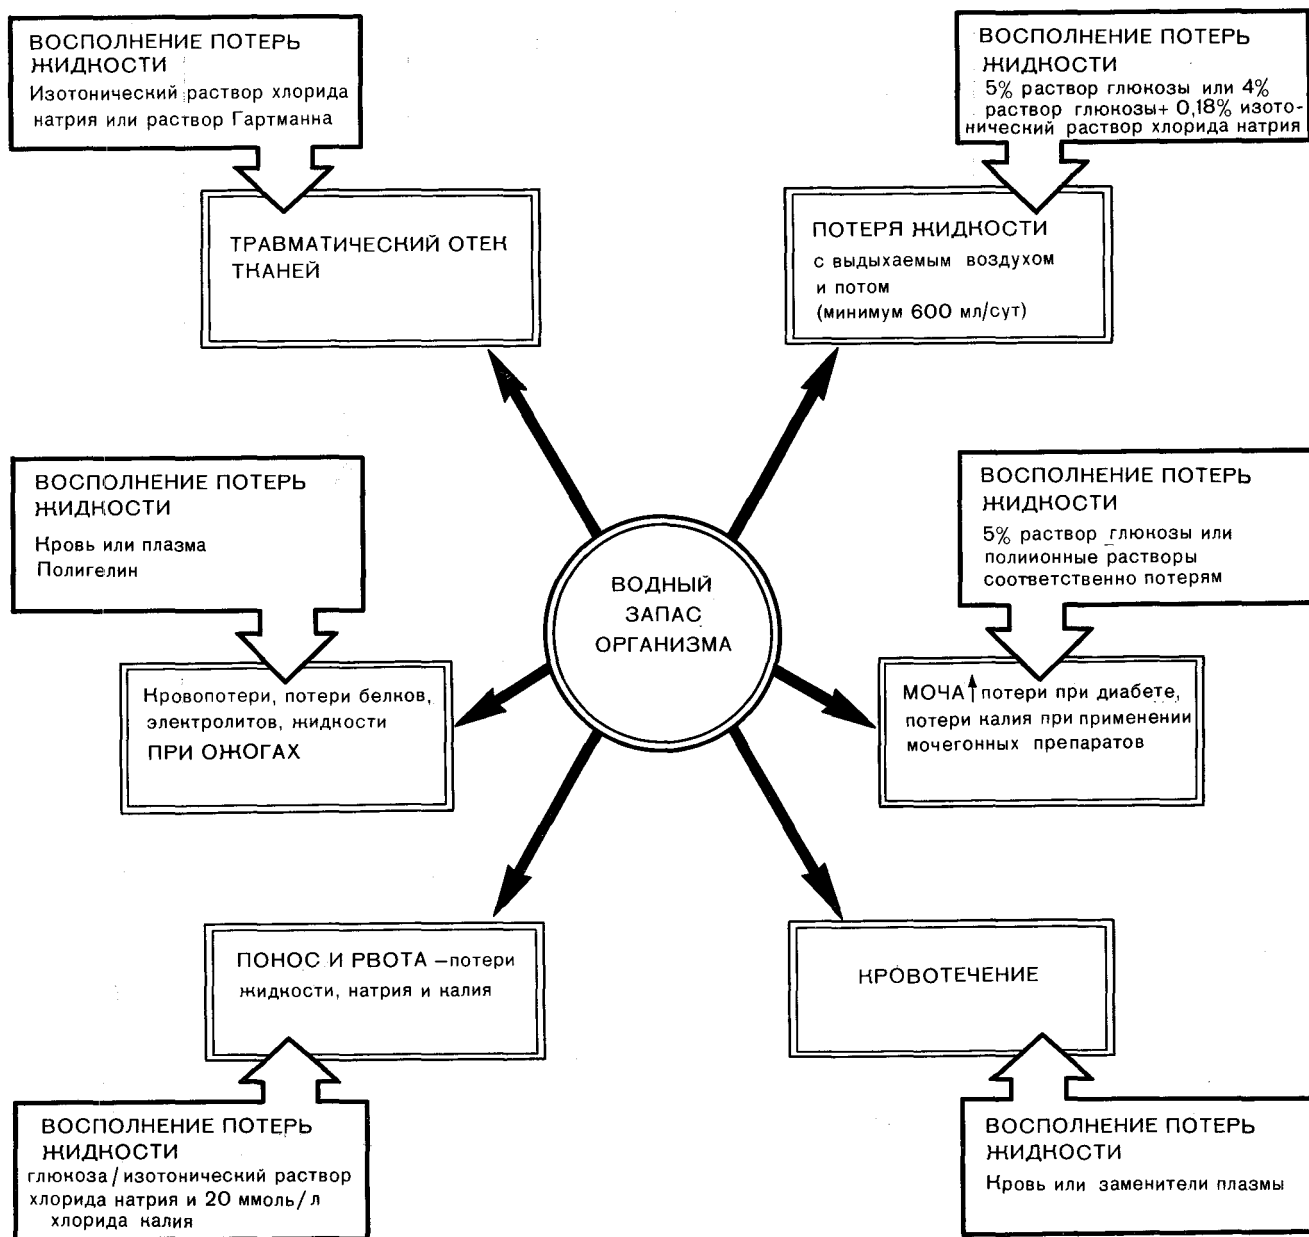 ВОСПОЛНЕНИЕ ПОТЕРЬ
ЖИДКОСТИ
Изотонический раствор хлорида
натрия или раствор Гартманна
ВОСПОЛНЕНИЕ ПОТЕРЬ
ЖИДКОСТИ
5% раствор глюкозы или 4%
раствор глюкозы+ 0,18% изото-
нический раствор хлорида натрия
ТРАВМАТИЧЕСКИЙ ОТЕК
ТКАНЕЙ
ПОТЕРЯ ЖИДКОСТИ
с выдыхаемым воздухом
и потом
(минимум 600 мл/сут)
ВОСПОЛНЕНИЕ ПОТЕРЬ
ЖИДКОСТИ
Кровь или плазма
Полигелин
ВОСПОЛНЕНИЕ ПОТЕРЬ
ЖИДКОСТИ
5% раствор глюкозы или
полиионные растворы
соответственно потерям
ВОДНЫЙ
ЗАПАС
ОРГАНИЗМА
Кровопотери, потери белков,
электролитов, жидкости
ПРИ ОЖОГАХ
МОЧА↑потери при диабете,
потери калия при применении
мочегонных препаратов
ПОНОС И РВОТА –потери
жидкости, натрия и калия
КРОВОТЕЧЕНИЕ
ВОСПОЛНЕНИЕ ПОТЕРЬ
ЖИДКОСТИ
глюкоза/изотонический раствор
хлорида натрия и 20 ммоль/л
хлорида калия
ВОСПОЛНЕНИЕ ПОТЕРЬ
ЖИДКОСТИ
Кровь или заменители плазмы